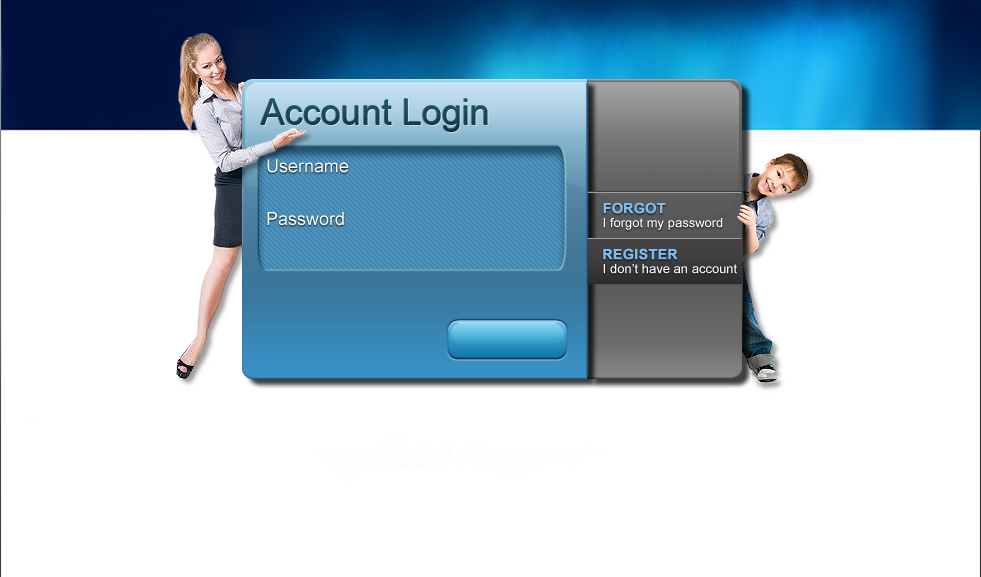 Account Login
Username
Password
FORGOT
I forgot my password
REGISTER
I don't have an account